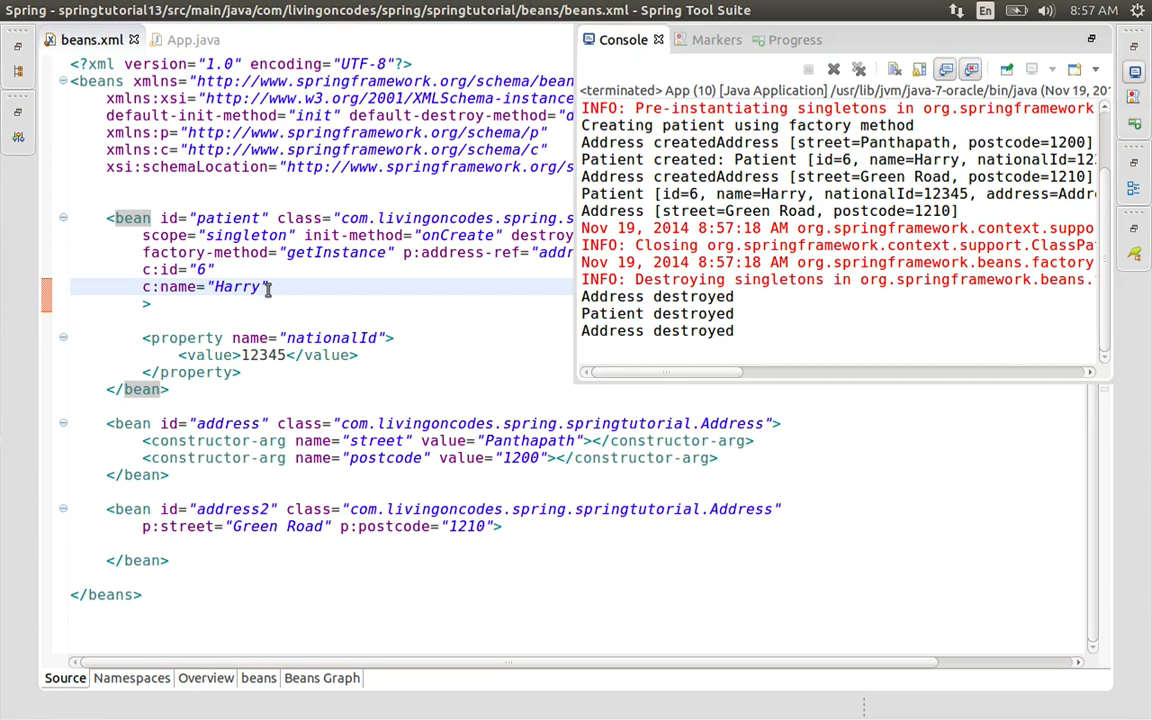 Spring - springtutorial13/src/main/java/com/livingoncodes/spring/springtutorial/beans/beans.xml - Spring Tool Suite
En
8:57 AM
beans.xml
App.java
<?xml version="1.0" encoding="UTF-8"?>
<beans xmlns="http://www.springframework.org/schema/bean
xmlns:xsi="http://www.w3.org/2001/XMLSchema-instance
default-init-method="init" default-destroy-method="d
xmlns:p="http://www.springframework.org/schema/p"
xmlns:c="http://www.springframework.org/schema/c"
xsi:schemaLocation="http://www.springframework.org/s
<bean id="patient" class="com.livingoncodes.spring.s
scope="singleton" init-method="onCreate" destroy
factory-method="getInstance" p:address-ref="addr
c:id="6"
c:name="Harry"
>
<property name="nationalId">
<value>12345</value>
</property>
</bean>
<bean id="address" class="com.livingoncodes.spring.springtutorial.Address">
<constructor-arg name="street" value="Panthapath"></constructor-arg>
<constructor-arg name="postcode" value="1200"></constructor-arg>
</bean>
<bean id="address2" class="com.livingoncodes.spring.springtutorial.Address"
p:street="Green Road" p:postcode="1210">
</bean>
</beans>
Source Namespaces Overview beans Beans Graph
Console Markers Progress
<terminated> App (10) [Java Application] /usr/lib/jvm/java-7-oracle/bin/java (Nov 19, 20
INFO: Pre-instantiating singletons in org.springframework
Creating patient using factory method
Address createdAddress [street=Panthapath, postcode=1200]
Patient created: Patient [id=6, name=Harry, nationalId=123
Address createdAddress [street=Green Road, postcode=1210]
Patient [id=6, name=Harry, nationalId=12345, address=Addre
Address [street=Green Road, postcode=1210]
Nov 19, 2014 8:57:18 AM org.springframework.context.suppo
INFO: Closing org.springframework.context.support.ClassPa
Nov 19, 2014 8:57:18 AM org.springframework.beans.factory
INFO: Destroying singletons in org.springframework.beans.
Address destroyed
Patient destroyed
Address destroyed